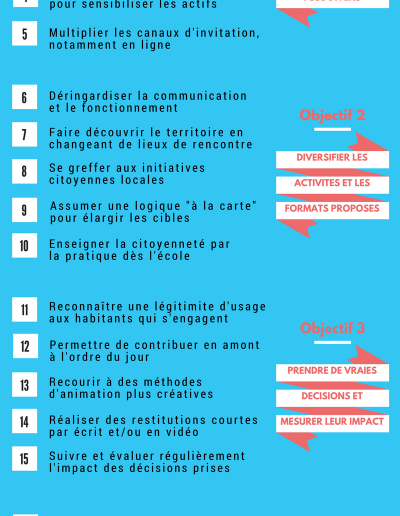 pour sensibiliser les actifs
5 Multiplier les canaux d'invitation,
notamment en ligne
6 Déringardiser la communication
et le fonctionnement
7 Faire découvrir le territoire en
changeant de lieux de rencontre
8 Se greffer aux initiatives
citoyennes locales
9 Assumer une logique "à la carte"
pour élargir les cibles
10 Enseigner la citoyenneté par
la pratique dès l'école
Objectif 2
DIVERSIFIER LES
ACTIVITES ET LES
FORMATS PROPOSES
11 Reconnaître une légitimite d'usage
aux habitants qui s'engagent
12 Permettre de contribuer en amont
à l'ordre du jour
13 Recourir à des méthodes
d'animation plus créatives
14 Réaliser des restitutions courtes
par écrit et/ou en vidéo
15 Suivre et évaluer régulièrement
l'impact des décisions prises
Objectif 3
PRENDRE DE VRAIES
DECISIONS ET
MESURER LEUR IMPACT